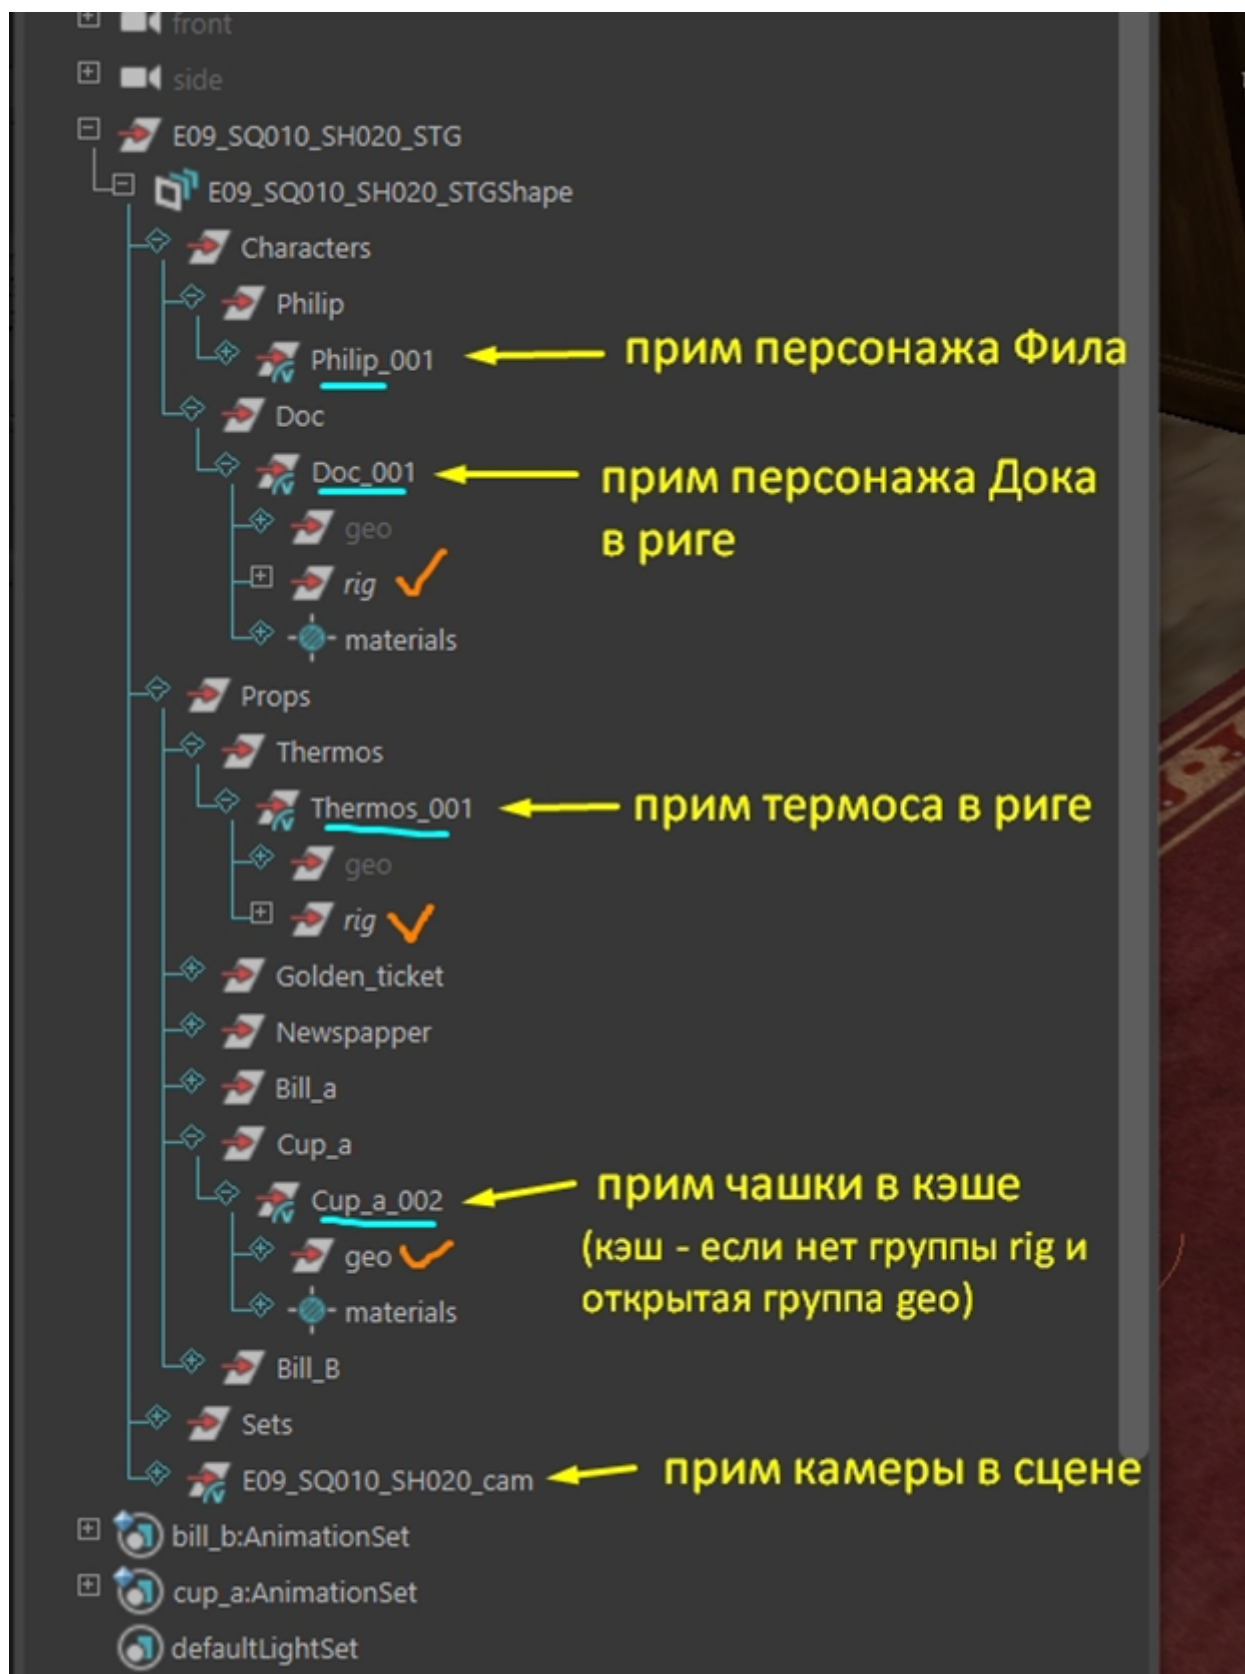 front
side
E09_SQ010_SH020_STG
E09_SQ010_SH020_STGShape
Characters
Philip
Philip_001
прим персонажа Фила
Doc
Doc_001
прим персонажа Дока
в риге
geo
rig
materials
Props
Thermos
Thermos_001
прим термоса в риге
geo
rig
Golden_ticket
Newspapper
Bill_a
Cup_a
Cup_a_002
прим чашки в кэше
(кэш - если нет группы rig и
открытая группа geo)
geo
materials
Bill_B
Sets
E09_SQ010_SH020_cam
прим камеры в сцене
bill_b:AnimationSet
cup_a:AnimationSet
defaultLightSet